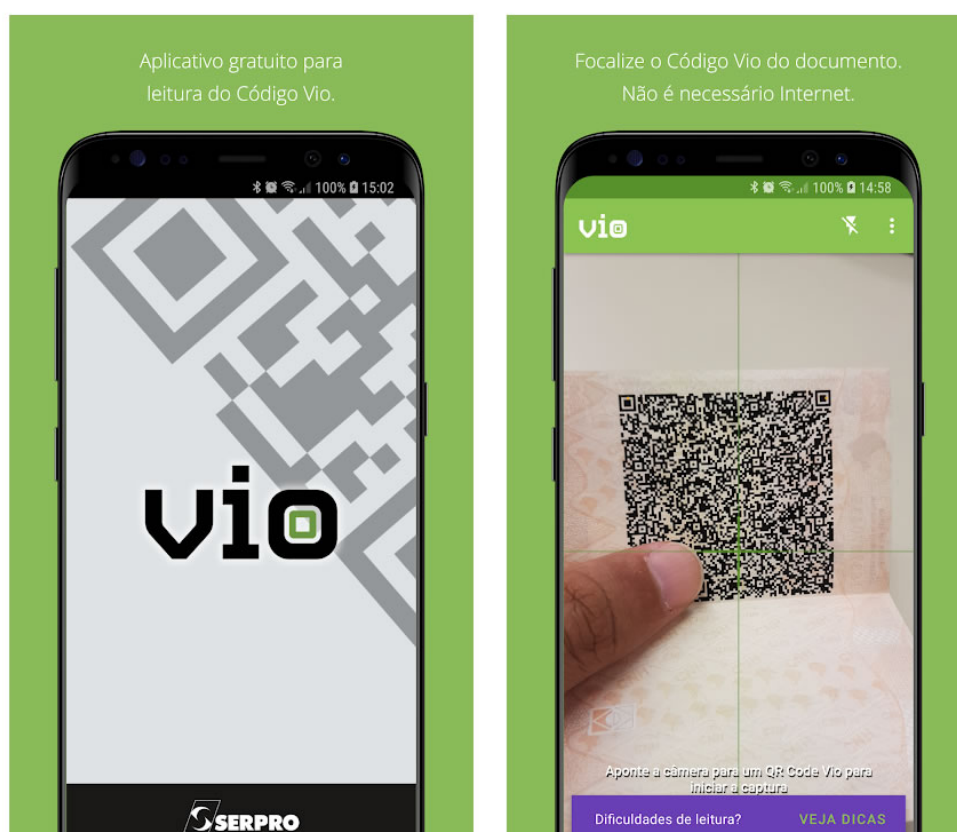 Aplicativo gratuito para
leitura do Código Vio.
100% 15:02
vio
SERPRO
Focalize o Código Vio do documento.
Não é necessário Internet.
100% 14:58
vio
Aponte a câmera para um QR Code Vio para
iniciar a captura
Dificuldades de leitura? VEJA DICAS